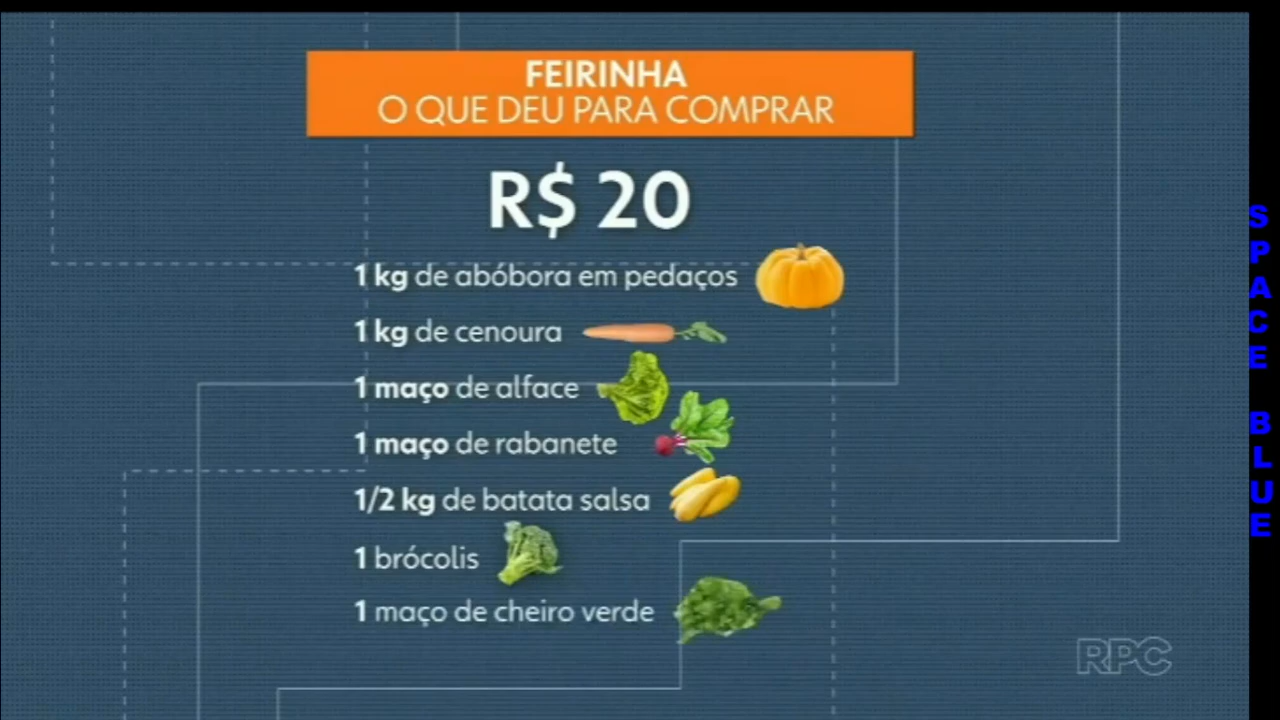 FEIRINHA
O QUE DEU PARA COMPRAR
R$ 20
1 kg de abóbora em pedaços
1 kg de cenoura
1 maço de alface
1 maço de rabanete
1/2 kg de batata salsa
1 brócolis
1 maço de cheiro verde
RPC
SPACE BLUE